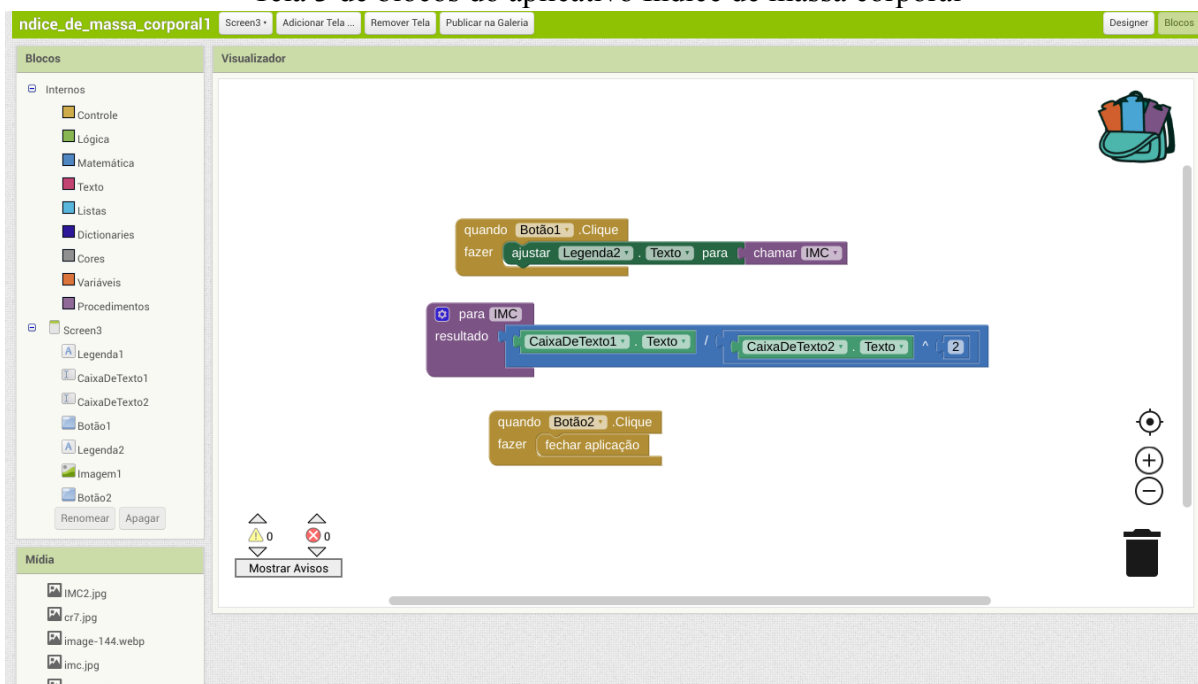 Tela 3 de blocos do aplicativo índice de massa corporal
ndice_de_massa_corporal1 Screen3 Adicionar Tela ... Remover Tela Publicar na Galeria Designer Blocos
Blocos
Visualizador
Internos
Controle
Lógica
Matemática
Texto
Listas
Dictionaries
Cores
Variáveis
Procedimentos
Screen3
Legenda1
CaixaDeTexto1
CaixaDeTexto2
Botão1
Legenda2
Imagem1
Botão2
Renomear Apagar
Mídia
IMC2.jpg
cr7.jpg
image-144.webp
imc.jpg
quando Botão1 .Clique
fazer ajustar Legenda2 . Texto para chamar IMC
para IMC
resultado CaixaDeTexto1 . Texto / CaixaDeTexto2 . Texto ^ 2
quando Botão2 .Clique
fazer fechar aplicação
0 0
Mostrar Avisos